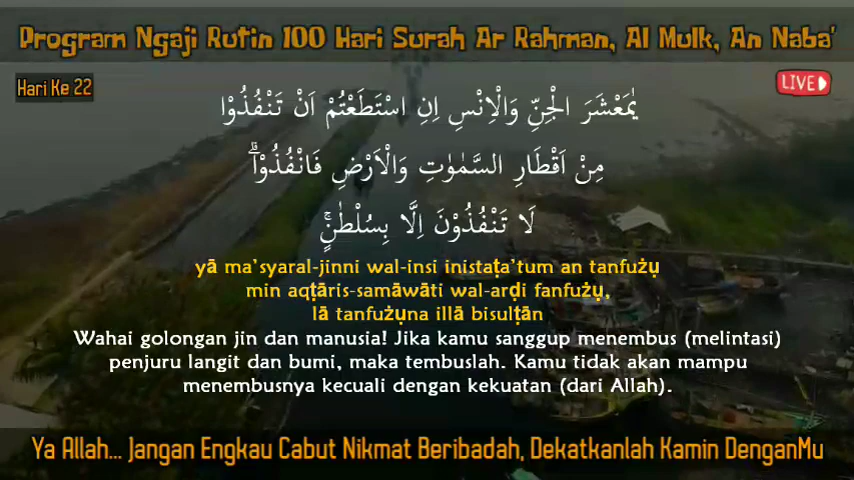 Program Ngaji Rutin 100 Hari Surah Ar Rahman, Al Mulk, An Naba'
Hari Ke 22
LIVE
يٰمَعْشَرَ الْجِنِّ وَالْاِنْسِ اِنِ اسْتَطَعْتُمْ اَنْ تَنْفُذُوْا
مِنْ اَقْطَارِ السَّمٰوٰتِ وَالْاَرْضِ فَانْفُذُوْاۗ
لَا تَنْفُذُوْنَ اِلَّا بِسُلْطٰنٍۚ
yā ma'syaral-jinni wal-insi inistaṭa'tum an tanfużụ
min aqṭāris-samāwāti wal-arḍi fanfużụ,
lā tanfużụna illā bisulṭān
Wahai golongan jin dan manusia! Jika kamu sanggup menembus (melintasi)
penjuru langit dan bumi, maka tembuslah. Kamu tidak akan mampu
menembusnya kecuali dengan kekuatan (dari Allah).
Ya Allah... Jangan Engkau Cabut Nikmat Beribadah, Dekatkanlah Kamin DenganMu